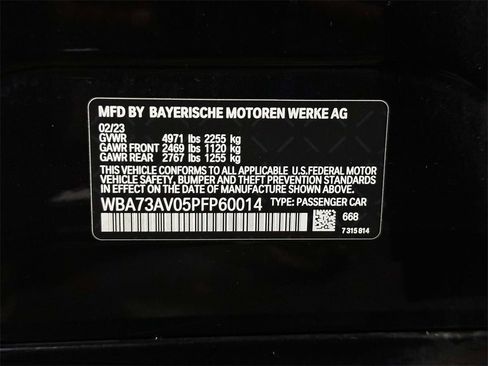 MFD BY BAYERISCHE MOTOREN WERKE AG
02/23
GVWR 4971 lbs 2255 kg
GAWR FRONT 2469 lbs 1120 kg
GAWR REAR 2767 lbs 1255 kg
THIS VEHICLE CONFORMS TO ALL APPLICABLE U.S.FEDERAL MOTOR
VEHICLE SAFETY, BUMPER, AND THEFT PREVENTION STANDARDS
IN EFFECT ON THE DATE OF MANUFACTURE SHOWN ABOVE.
WBA73AV05PFP60014 TYPE: PASSENGER CAR
668
7 315 814